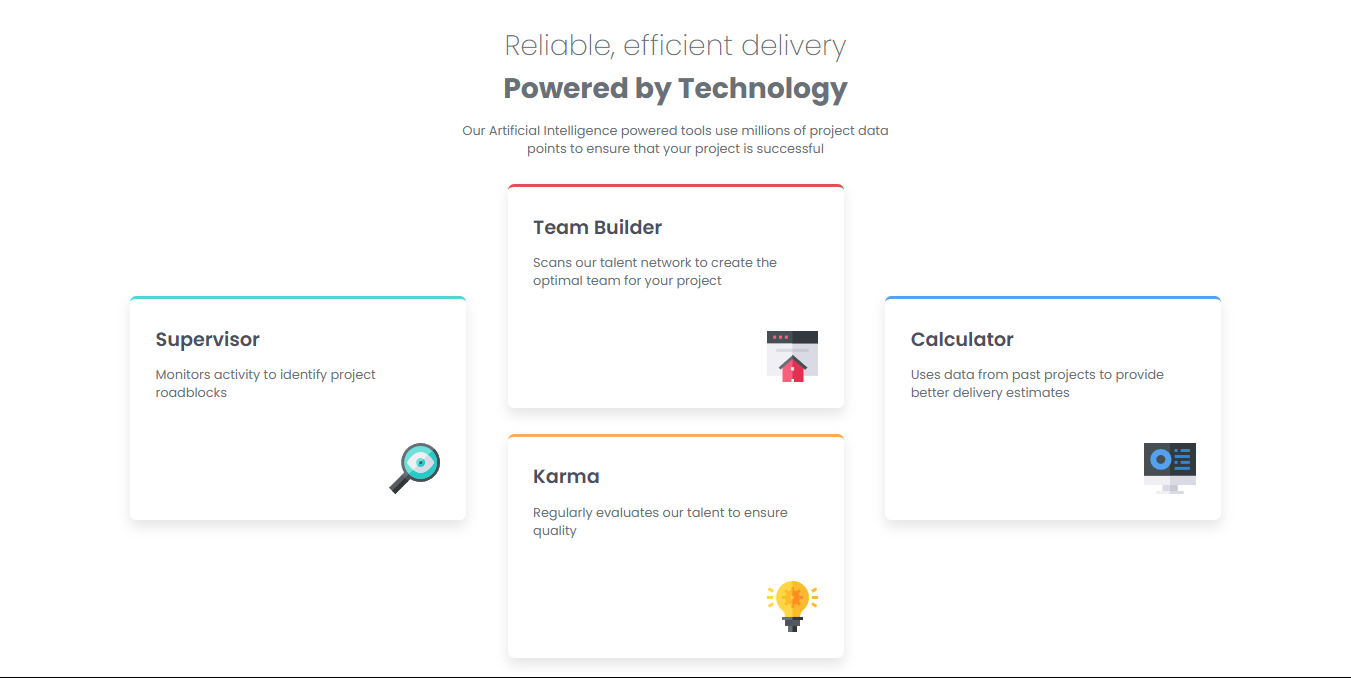 Reliable, efficient delivery
Powered by Technology
Our Artificial Intelligence powered tools use millions of project data
points to ensure that your project is successful
Supervisor
Monitors activity to identify project
roadblocks
Team Builder
Scans our talent network to create the
optimal team for your project
Karma
Regularly evaluates our talent to ensure
quality
Calculator
Uses data from past projects to provide
better delivery estimates